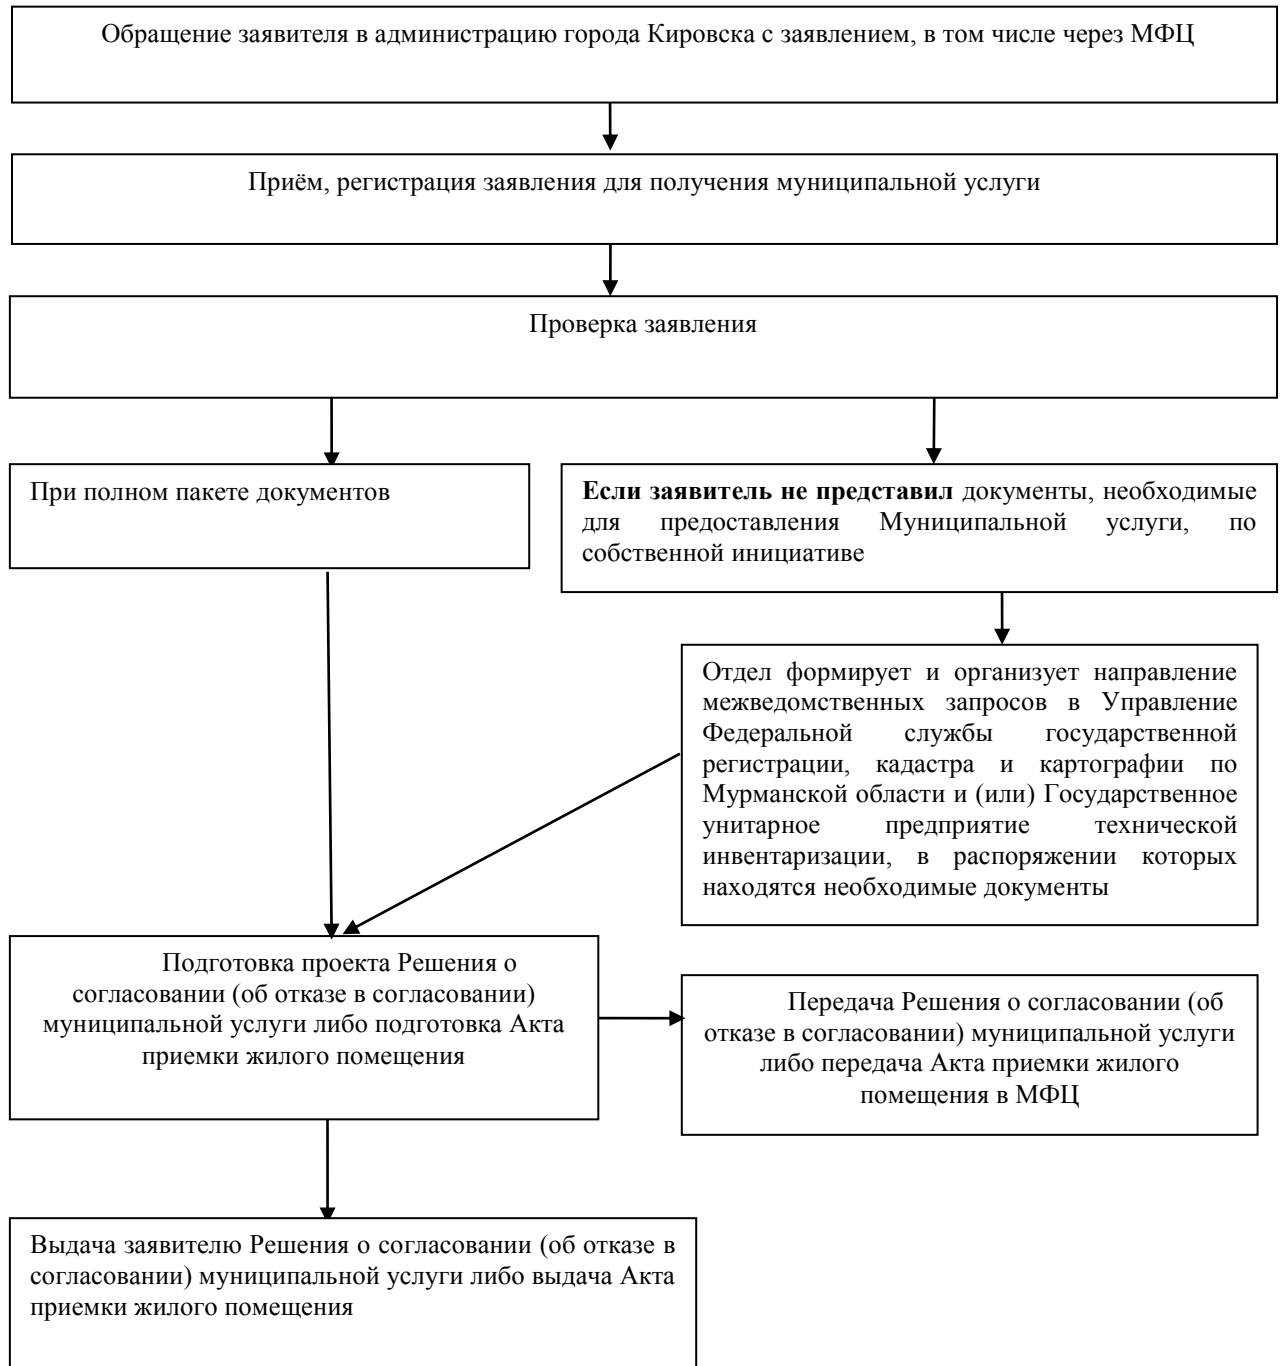 Обращение заявителя в администрацию города Кировска с заявлением, в том числе через МФЦ
Приём, регистрация заявления для получения муниципальной услуги
Проверка заявления
При полном пакете документов
Если заявитель не представил документы, необходимые
для предоставления Муниципальной услуги, по
собственной инициативе
Отдел формирует и организует направление
межведомственных запросов в Управление
Федеральной службы государственной
регистрации, кадастра и картографии по
Мурманской области и (или) Государственное
унитарное предприятие технической
инвентаризации, в распоряжении которых
находятся необходимые документы
Подготовка проекта Решения о
согласовании (об отказе в согласовании)
муниципальной услуги либо подготовка Акта
приемки жилого помещения
Передача Решения о согласовании (об
отказе в согласовании) муниципальной услуги
либо передача Акта приемки жилого
помещения в МФЦ
Выдача заявителю Решения о согласовании (об отказе в
согласовании) муниципальной услуги либо выдача Акта
приемки жилого помещения